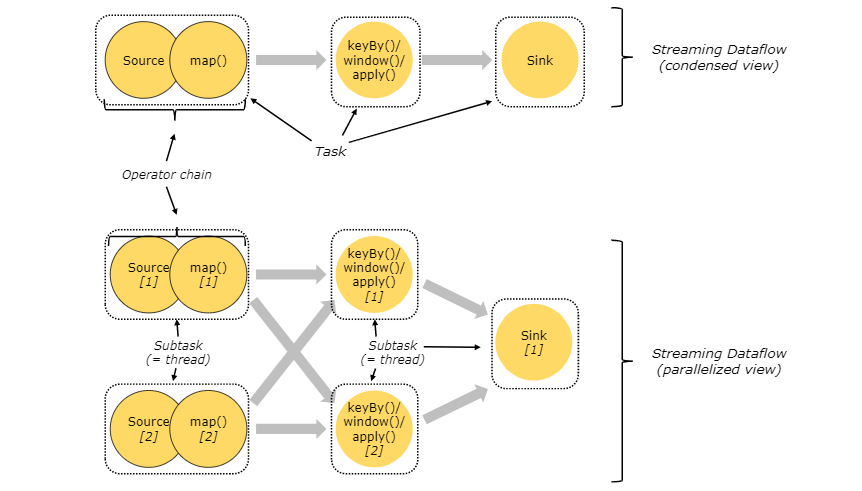 Source
map()
keyBy()/
window()/
apply()
Sink
Streaming Dataflow
(condensed view)
Task
Operator chain
Source
[1]
map()
[1]
keyBy()/
window()/
apply()
[1]
Subtask
(= thread)
Subtask
(= thread)
Sink
[1]
Streaming Dataflow
(parallelized view)
Source
[2]
map()
[2]
keyBy()/
window()/
apply()
[2]